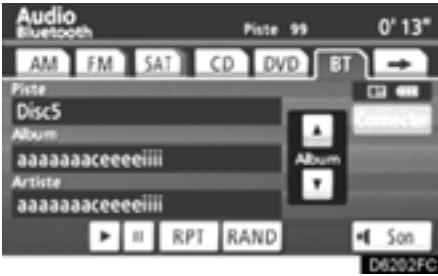 Audio
Bluetooth Piste 99 0'13"
AM FM SAT CD DVD BT
Piste
Disc5
Connecter
Album
aaaaaaaceeeeiiii
Album
Artiste
aaaaaaaceeeeiiii
RPT RAND Son
D6202FC